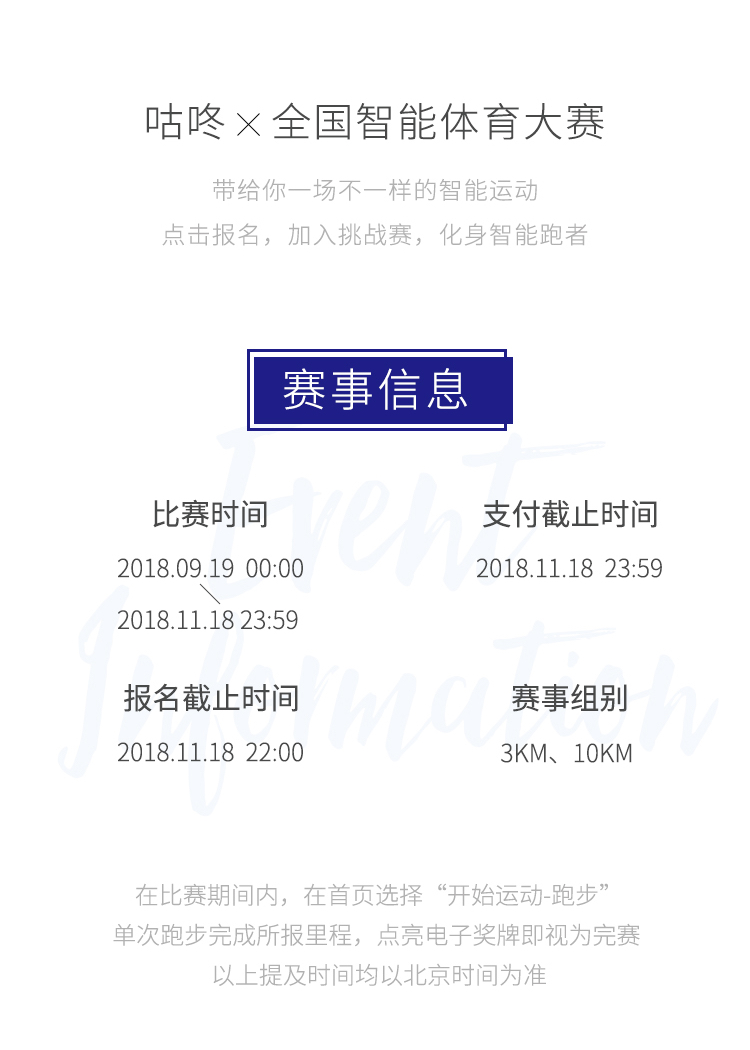 咕咚×全国智能体育大赛
带给你一场不一样的智能运动
点击报名，加入挑战赛，化身智能跑者
赛事信息
Event
Information
比赛时间
2018.09.19 00:00
2018.11.18 23:59
支付截止时间
2018.11.18 23:59
报名截止时间
2018.11.18 22:00
赛事组别
3KM、10KM
在比赛期间内，在首页选择“开始运动-跑步”
单次跑步完成所报里程，点亮电子奖牌即视为完赛
以上提及时间均以北京时间为准